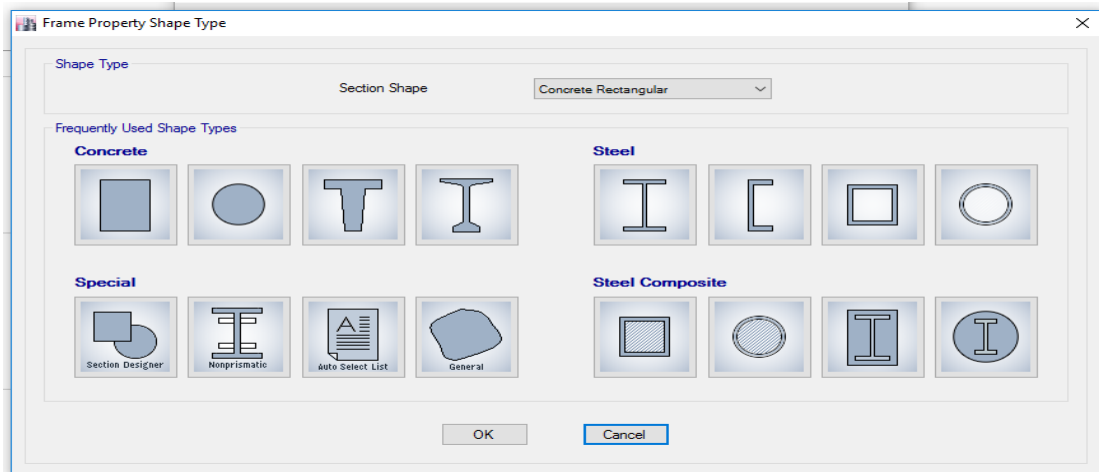 Frame Property Shape Type
Shape Type
Section Shape
Concrete Rectangular
Frequently Used Shape Types
Concrete
Steel
Special
Steel Composite
Section Designer
Nonprismatic
A
Auto Select List
General
OK
Cancel